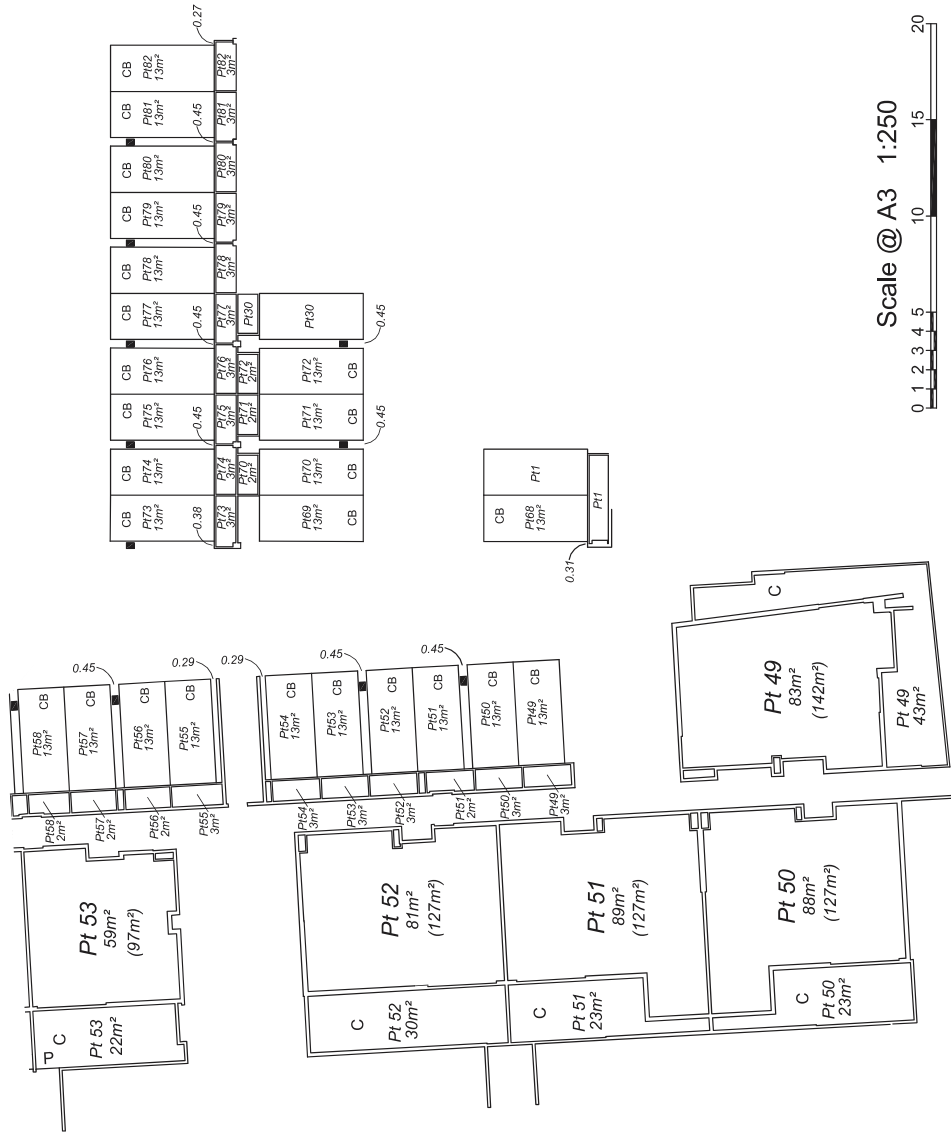 0.27
CB
Pt82
13m²
CB
Pt81
13m²
0.45
CB
Pt80
13m²
CB
Pt79
13m²
0.45
CB
Pt78
13m²
CB
Pt77
13m²
0.45
CB
Pt76
13m²
CB
Pt75
13m²
0.45
CB
Pt74
13m²
CB
Pt73
13m²
0.38
Pt82
3m²
Pt81
3m²
Pt80
3m²
Pt79
3m²
Pt78
3m²
Pt77
3m²
Pt76
3m²
Pt75
3m²
Pt74
3m²
Pt73
3m²
Pt30
Pt72
2m²
Pt71
2m²
Pt70
2m²
Pt30
0.45
Pt72
13m²
CB
Pt71
13m²
CB
0.45
Pt70
13m²
CB
Pt69
13m²
CB
Pt1
CB
Pt68
13m²
Pt1
0.31
0 1 2 3 4 5 10 15 20
Scale @ A3 1:250
Pt58
13m²
CB
Pt57
13m²
CB
0.45
Pt56
13m²
CB
Pt55
13m²
CB
0.29
Pt58
2m²
Pt57
2m²
Pt56
2m²
Pt55
3m²
0.29
Pt54
13m²
CB
Pt53
13m²
CB
0.45
Pt52
13m²
CB
Pt51
13m²
CB
0.45
Pt50
13m²
CB
Pt49
13m²
CB
Pt54
3m²
Pt53
3m²
Pt52
3m²
Pt51
2m²
Pt50
3m²
Pt49
3m²
Pt 53
59m²
(97m²)
P
C
Pt 53
22m²
Pt 52
81m²
(127m²)
C
Pt 52
30m²
Pt 51
89m²
(127m²)
C
Pt 51
23m²
Pt 50
88m²
(127m²)
C
Pt 50
23m²
Pt 49
83m²
(142m²)
C
Pt 49
43m²